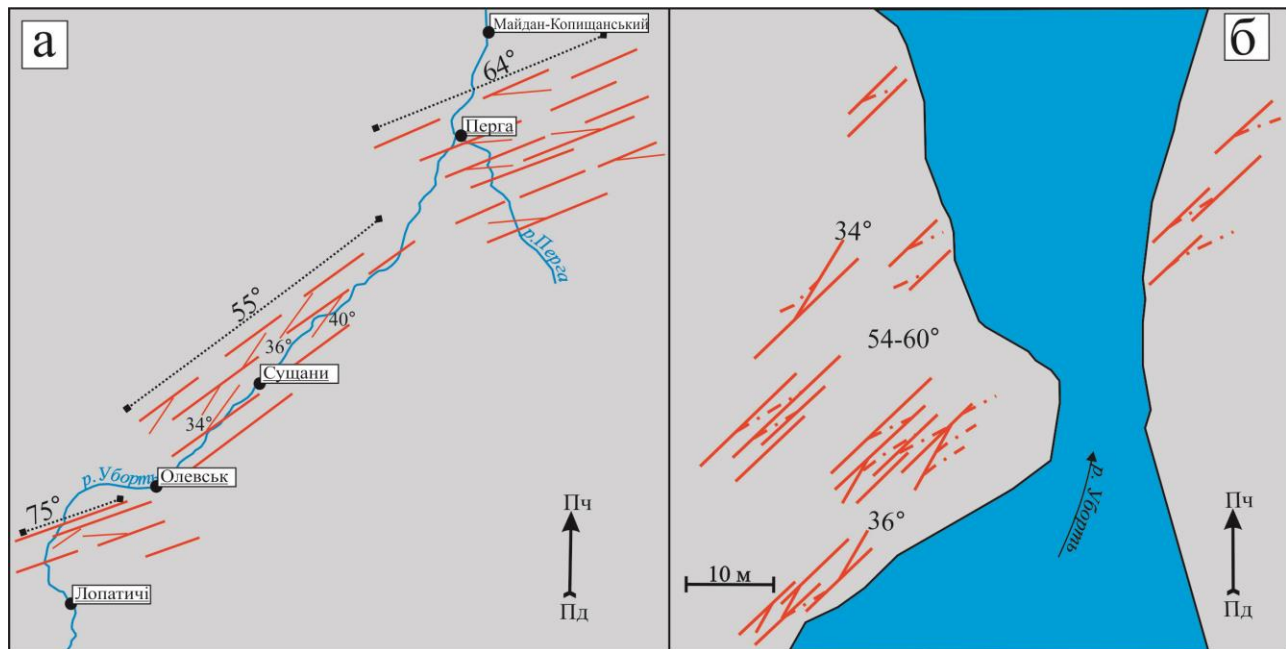 а
Майдан-Копищанський
64°
Перга
р.Перга
55°
40°
36°
Сущани
34°
р.Уборть
Олевськ
75°
Лопатичі
Пч
Пд
б
34°
54-60°
36°
10 м
р. Уборть
Пч
Пд